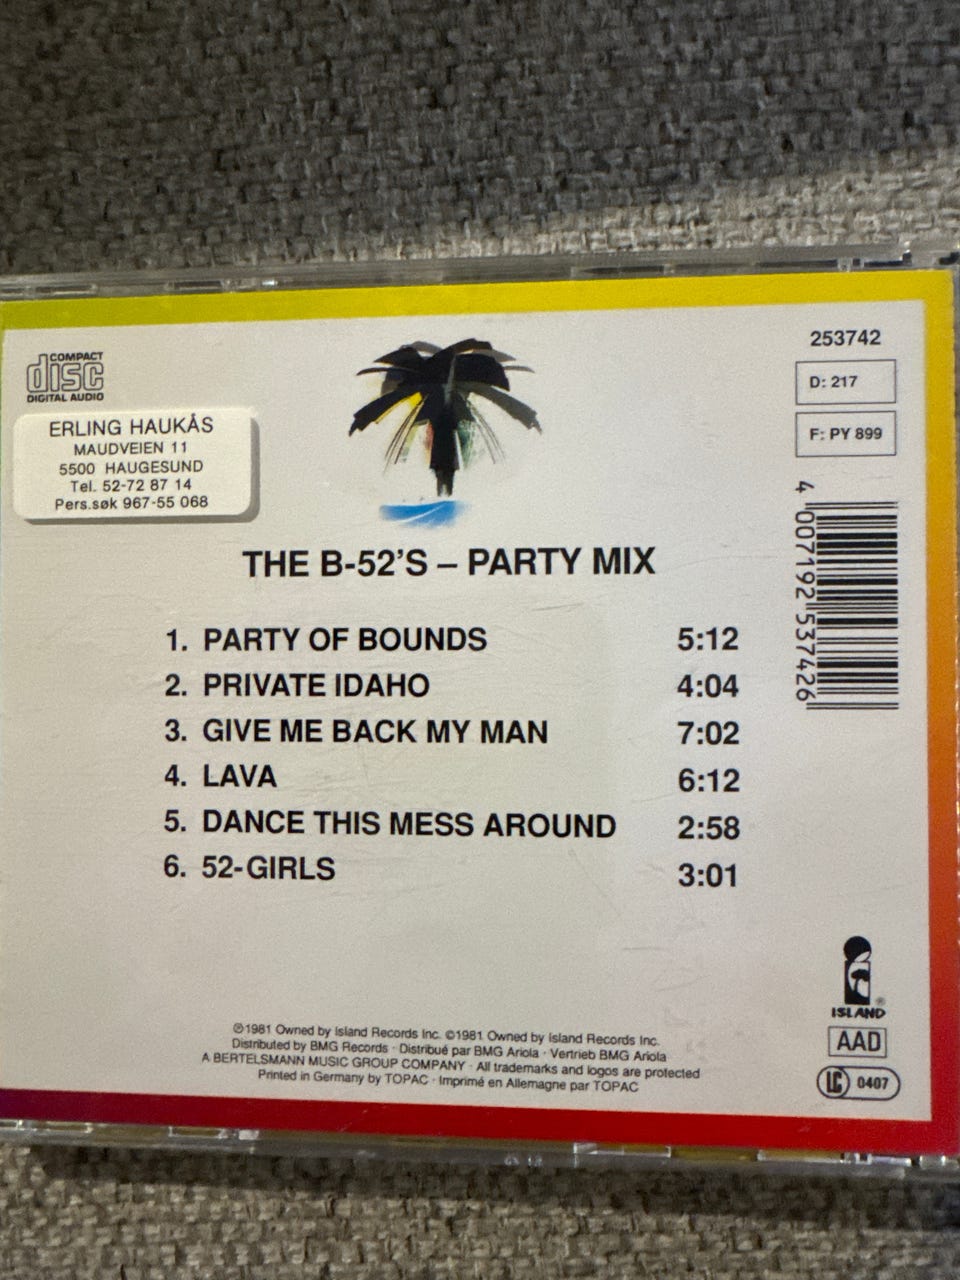 COMPACT
disc
DIGITAL AUDIO
ERLING HAUKÅS
MAUDVEIEN 11
5500 HAUGESUND
Tel. 52-72 87 14
Pers.søk 967-55 068
253742
D: 217
F: PY 899
4 007192 537426
THE B-52'S – PARTY MIX
1. PARTY OF BOUNDS 5:12
2. PRIVATE IDAHO 4:04
3. GIVE ME BACK MY MAN 7:02
4. LAVA 6:12
5. DANCE THIS MESS AROUND 2:58
6. 52-GIRLS 3:01
℗1981 Owned by Island Records Inc. ©1981 Owned by Island Records Inc.
Distributed by BMG Records · Distribué par BMG Ariola · Vertrieb BMG Ariola
A BERTELSMANN MUSIC GROUP COMPANY · All trademarks and logos are protected
Printed in Germany by TOPAC · Imprimé en Allemagne par TOPAC
ISLAND ®
AAD
LC 0407